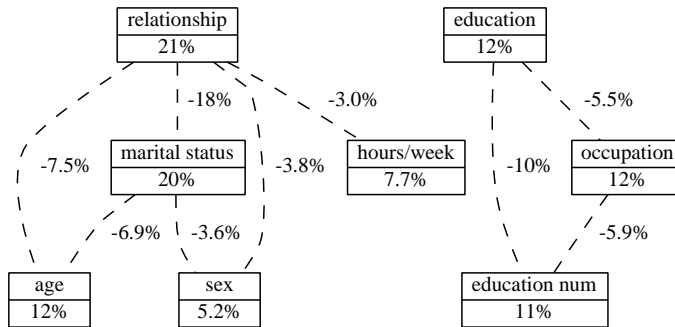 relationship
21%
education
12%
-18%
-3.0%
-5.5%
-7.5%
marital status
20%
-3.8%
hours/week
7.7%
-10%
occupation
12%
-6.9%
-3.6%
-5.9%
age
12%
sex
5.2%
education num
11%